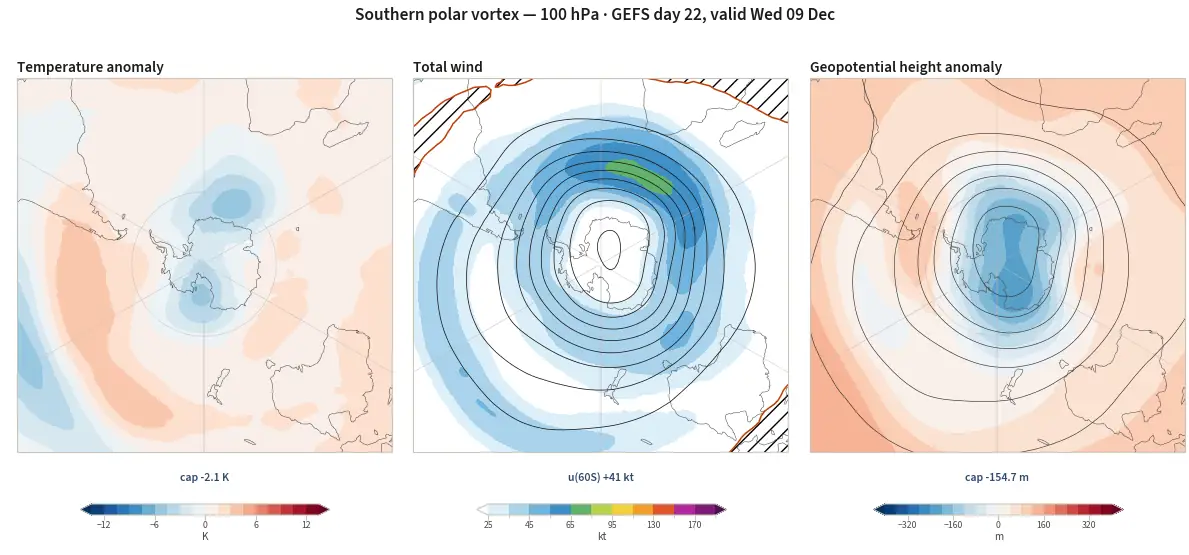 Southern polar vortex — 100 hPa · GEFS day 22, valid Wed 09 Dec
Temperature anomaly
Total wind
Geopotential height anomaly
cap -2.1 K
u(60S) +41 kt
cap -154.7 m
−12 −6 0 6 12
K
25 45 65 95 130 170
kt
−320 −160 0 160 320
m